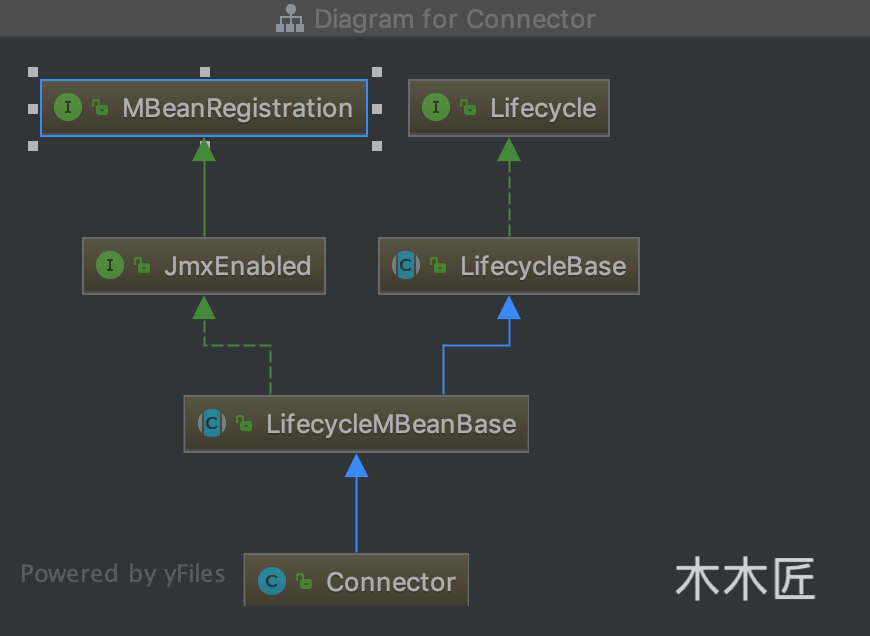 Diagram for Connector
I MBeanRegistration
I Lifecycle
I JmxEnabled
C LifecycleBase
C LifecycleMBeanBase
Powered by yFiles
C Connector
木木匠